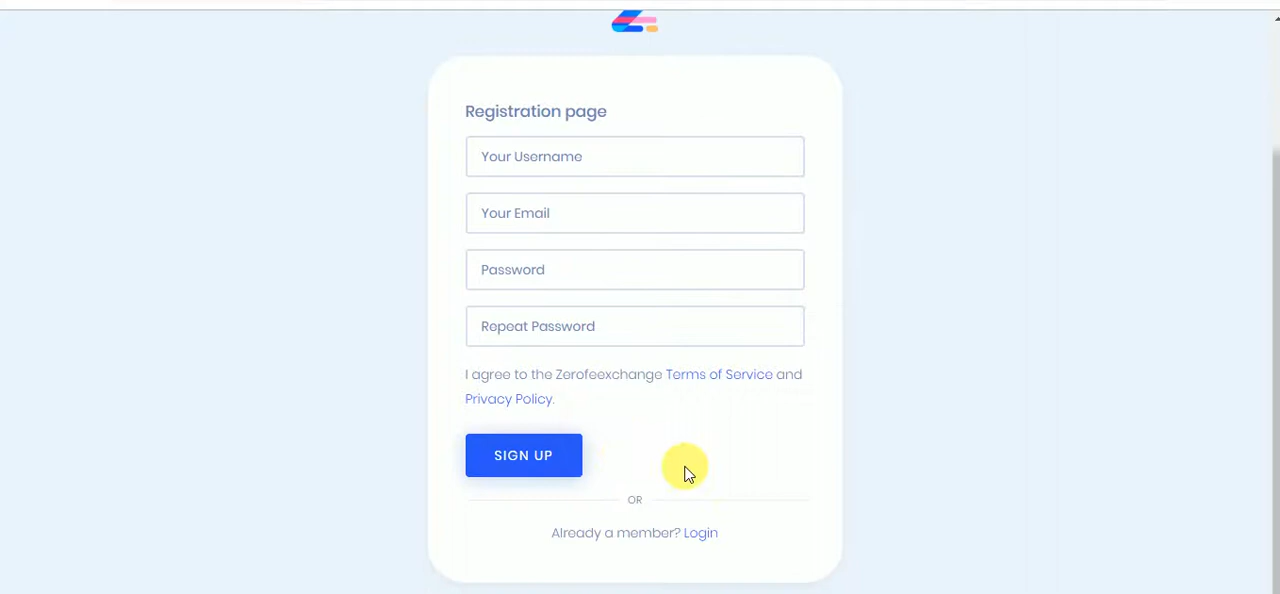 Registration page
Your Username
Your Email
Password
Repeat Password
I agree to the Zerofeexchange Terms of Service and
Privacy Policy.
SIGN UP
OR
Already a member? Login